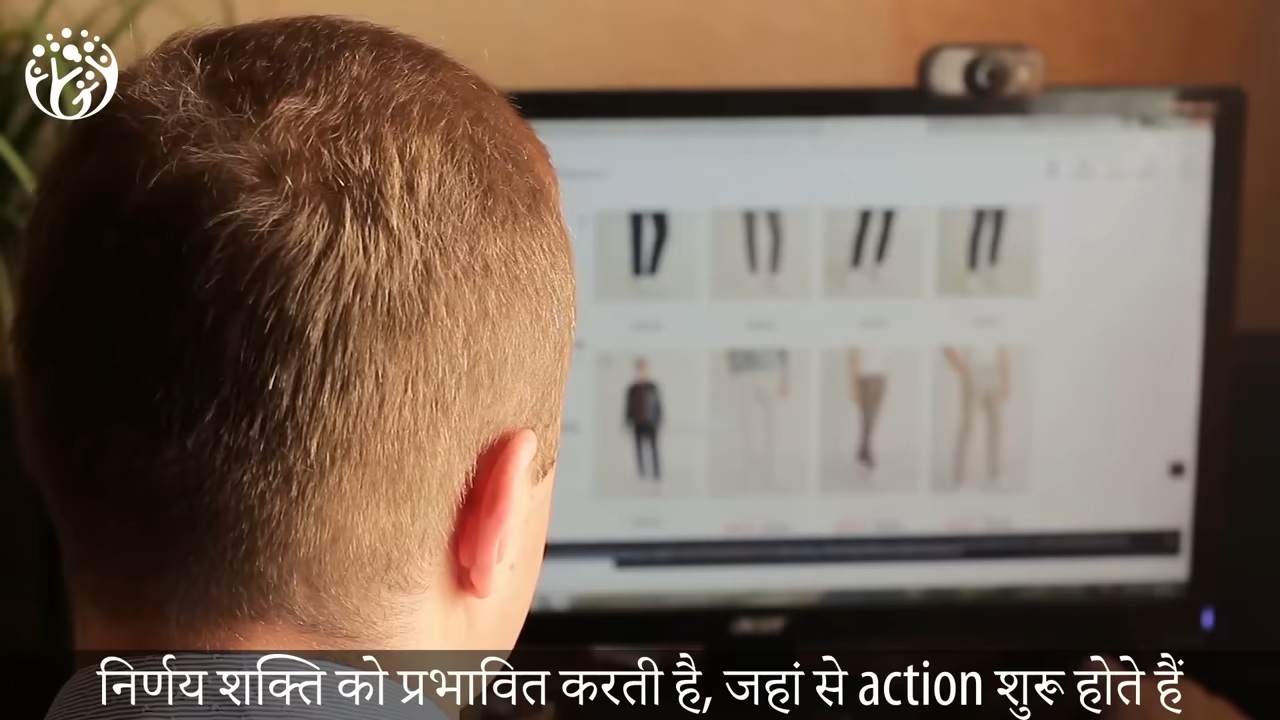 निर्णय शक्ति को प्रभावित करती है, जहां से action शुरू होते हैं